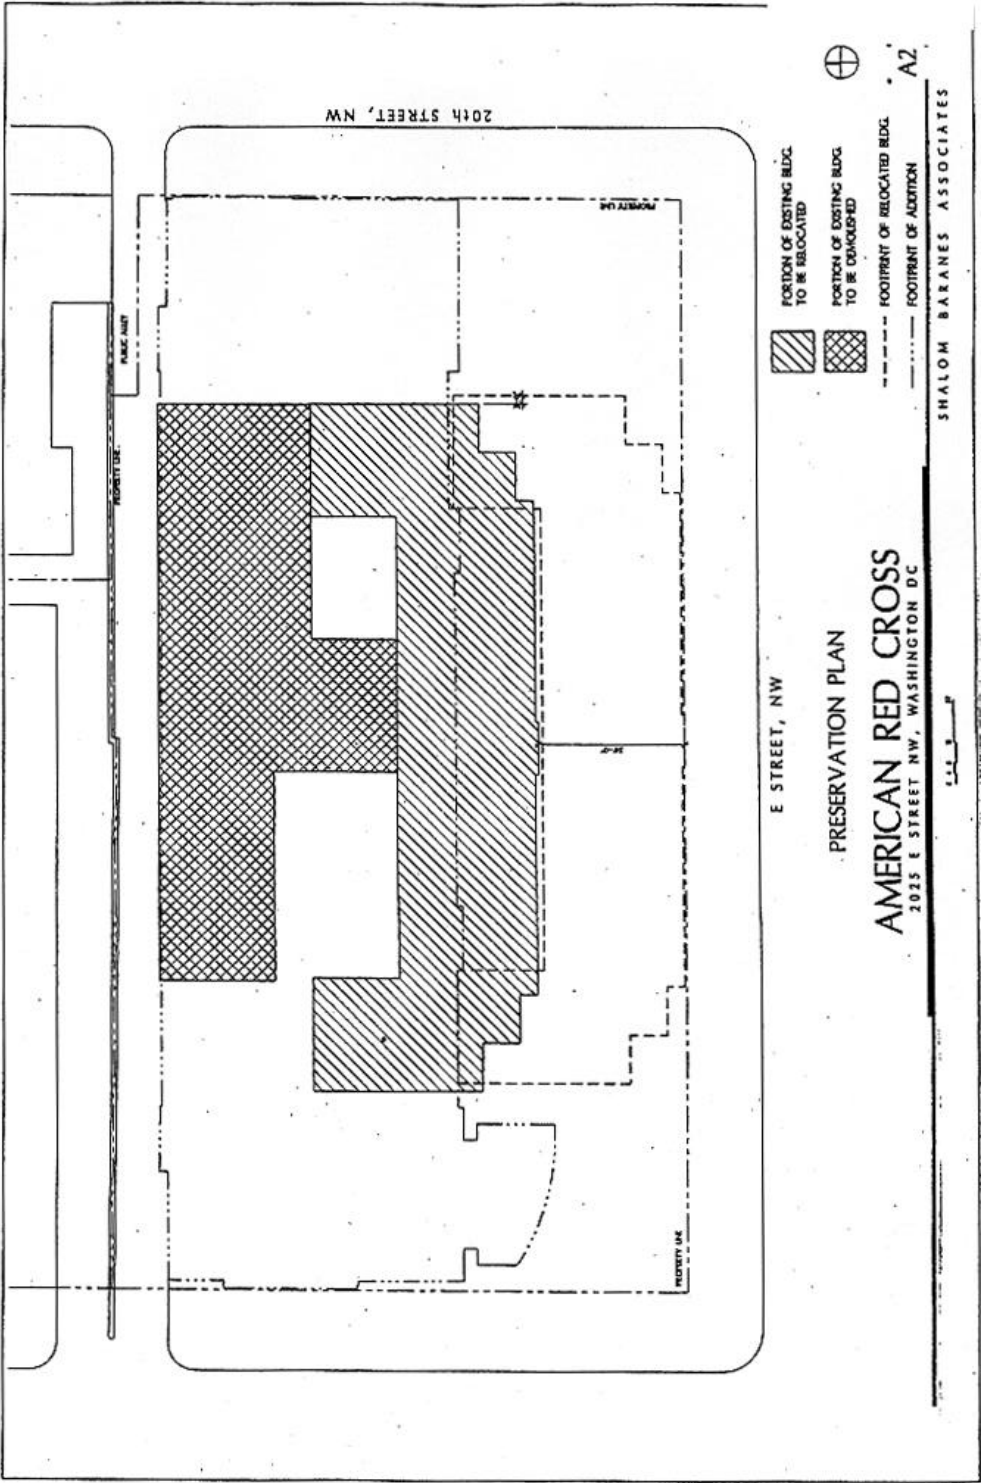 20th STREET, NW
PUBLIC ALLEY
PROPERTY LINE
PROPERTY LINE
PROPERTY LINE
E STREET, NW
PORTION OF EXISTING BLDG.
TO BE RELOCATED
PORTION OF EXISTING BLDG.
TO BE DEMOLISHED
FOOTPRINT OF RELOCATED BLDG.
FOOTPRINT OF ADDITION
A2
PRESERVATION PLAN
AMERICAN RED CROSS
2025 E STREET NW, WASHINGTON DC
SHALOM BARANES ASSOCIATES